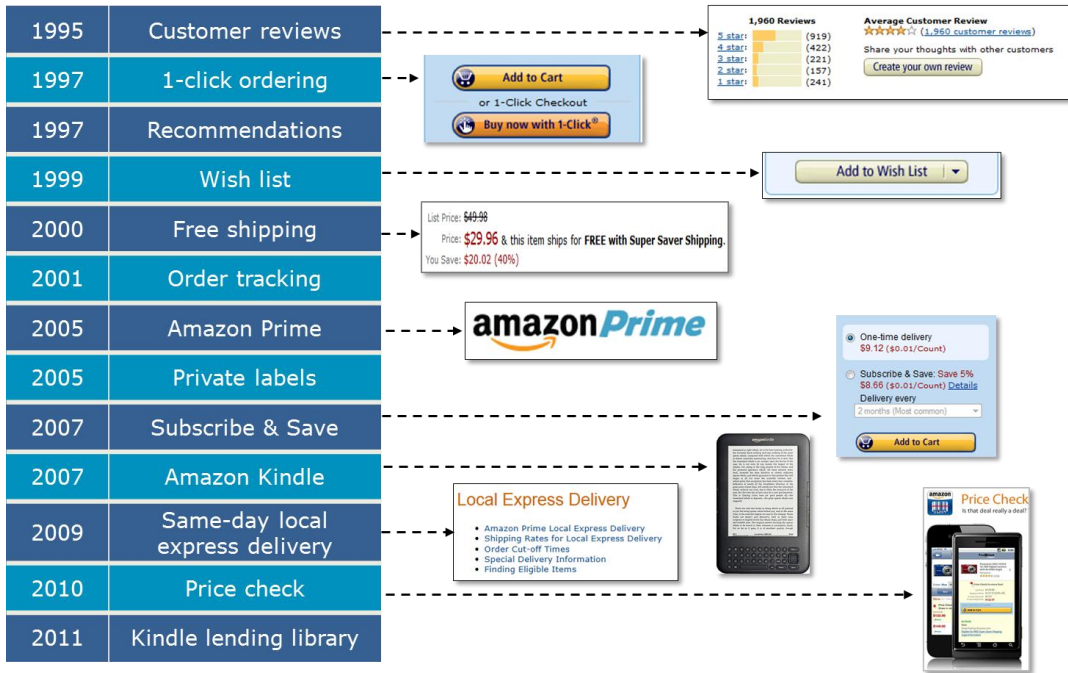 1995 Customer reviews
1997 1-click ordering
1997 Recommendations
1999 Wish list
2000 Free shipping
2001 Order tracking
2005 Amazon Prime
2005 Private labels
2007 Subscribe & Save
2007 Amazon Kindle
2009 Same-day local
express delivery
2010 Price check
2011 Kindle lending library
1,960 Reviews
5 star: (919)
4 star: (422)
3 star: (221)
2 star: (157)
1 star: (241)
Average Customer Review
(1,960 customer reviews)
Share your thoughts with other customers
Create your own review
Add to Cart
or 1-Click Checkout
Buy now with 1-Click®
Add to Wish List
List Price: $49.98
Price: $29.96 & this item ships for FREE with Super Saver Shipping.
You Save: $20.02 (40%)
amazonPrime
One-time delivery
$9.12 ($0.01/Count)
Subscribe & Save: Save 5%
$8.66 ($0.01/Count) Details
Delivery every
2 months (Most common)
Add to Cart
amazonkindle
Local Express Delivery
• Amazon Prime Local Express Delivery
• Shipping Rates for Local Express Delivery
• Order Cut-off Times
• Special Delivery Information
• Finding Eligible Items
amazon
Price Check
Is that deal really a deal?